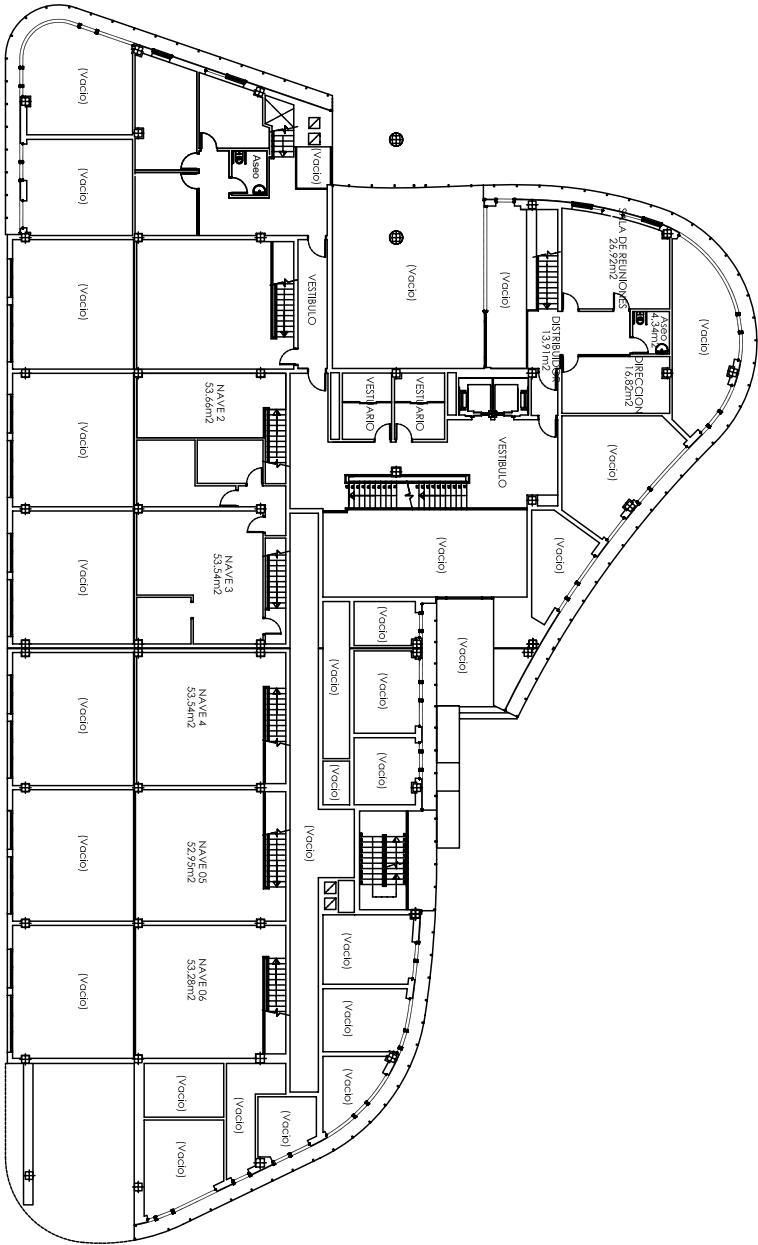 (Vacio)
Aseo
(Vacio)
(Vacio)
SALA DE REUNIONES
26.92m2
(Vacio)
(Vacio)
(Vacio)
VESTIBULO
Aseo
4.34m2
(Vacio)
DISTRIBUIDOR
13.91m2
DIRECCION
16.82m2
NAVE 2
53.66m2
VESTUARIO
VESTUARIO
(Vacio)
VESTIBULO
(Vacio)
(Vacio)
NAVE 3
53.54m2
(Vacio)
(Vacio)
(Vacio)
(Vacio)
(Vacio)
(Vacio)
(Vacio)
NAVE 4
53.54m2
(Vacio)
(Vacio)
(Vacio)
NAVE 05
52.95m2
(Vacio)
(Vacio)
NAVE 06
53.28m2
(Vacio)
(Vacio)
(Vacio)
(Vacio)
(Vacio)
(Vacio)
(Vacio)
(Vacio)